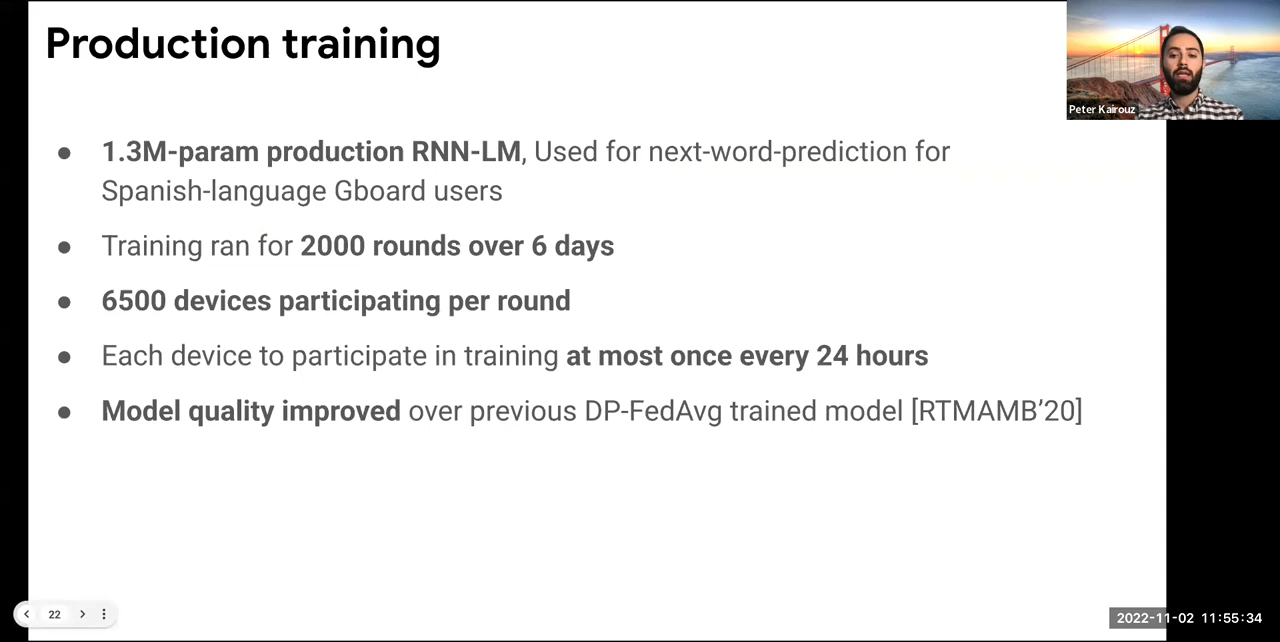 Production training
Peter Kairouz
● 1.3M-param production RNN-LM, Used for next-word-prediction for
Spanish-language Gboard users
● Training ran for 2000 rounds over 6 days
● 6500 devices participating per round
● Each device to participate in training at most once every 24 hours
● Model quality improved over previous DP-FedAvg trained model [RTMAMB’20]
22
2022-11-02 11:55:34